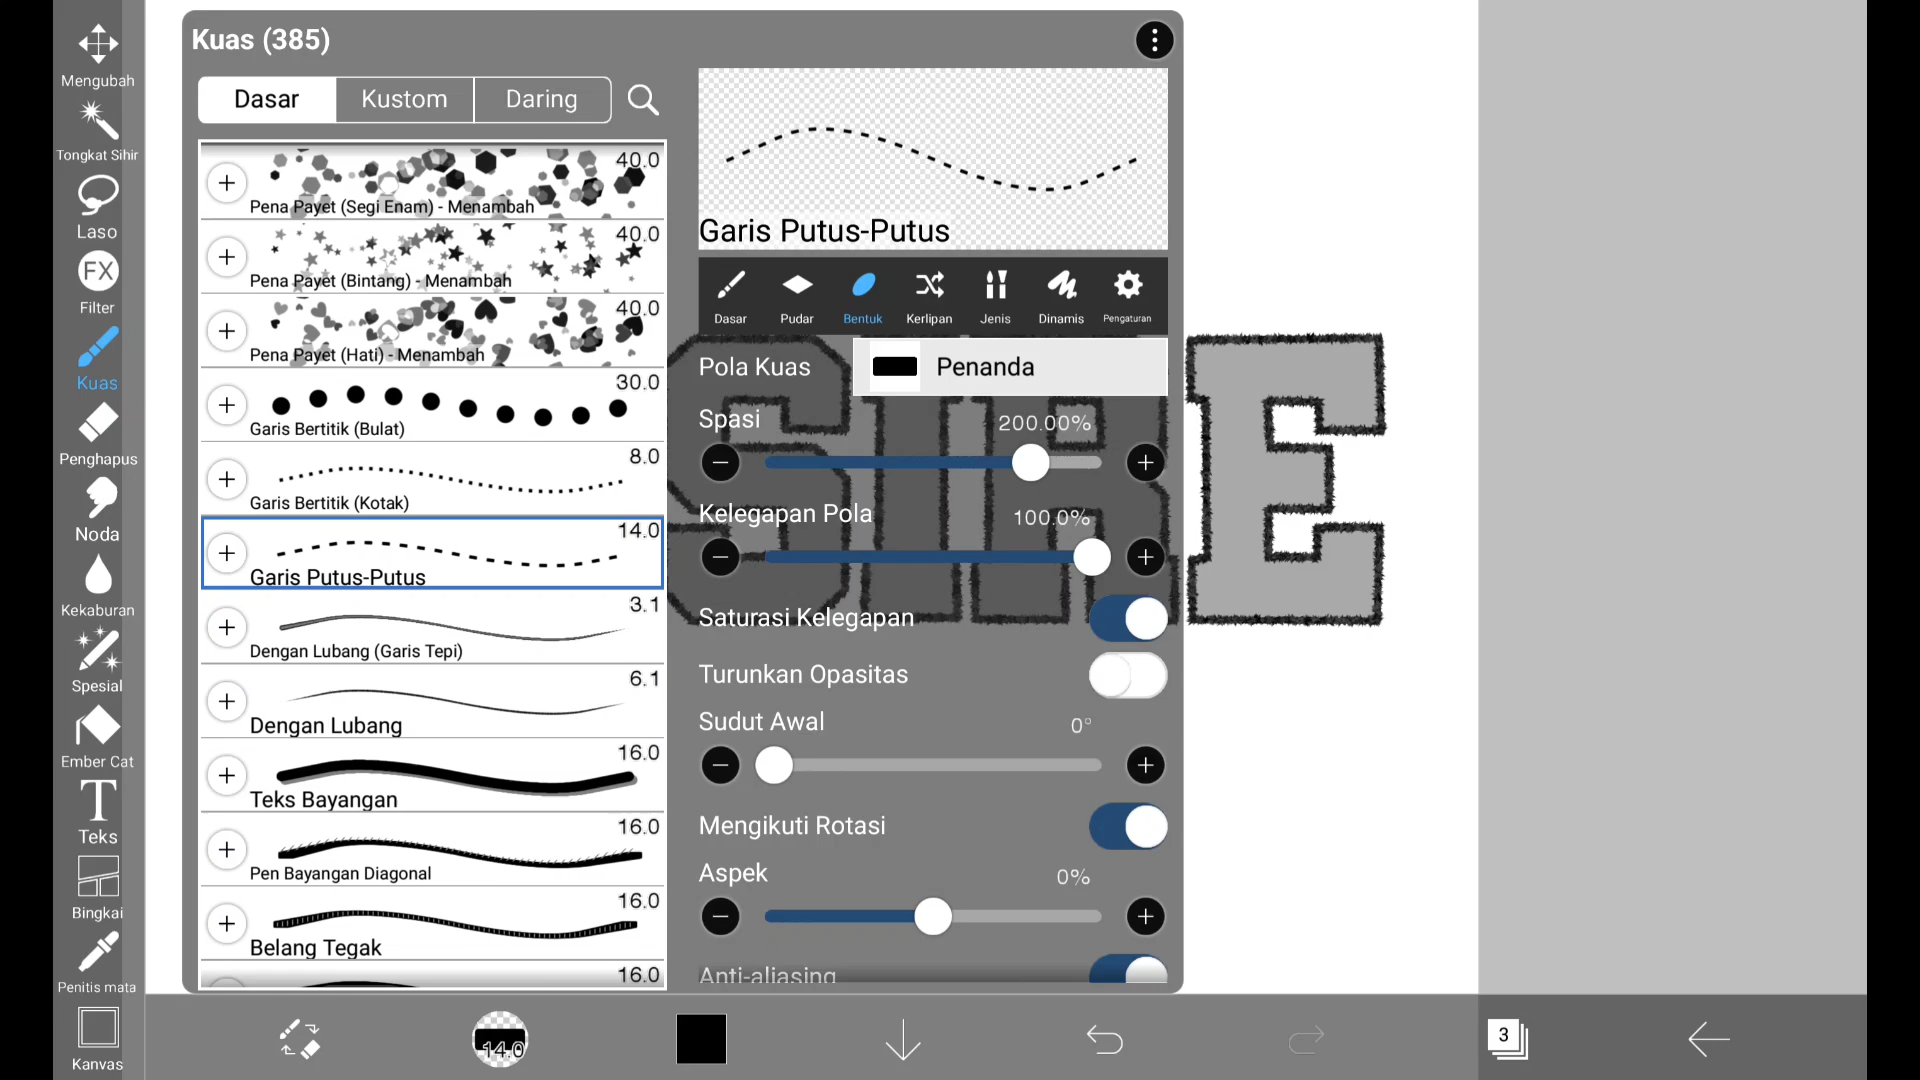 Kuas (385)
Dasar
Kustom
Daring
Mengubah
Tongkat Sihir
Laso
FX
Filter
Kuas
Penghapus
Noda
Kekaburan
Spesial
Ember Cat
T
Teks
Bingkai
Penitis mata
Kanvas
40.0
Pena Payet (Segi Enam) - Menambah
40.0
Pena Payet (Bintang) - Menambah
40.0
Pena Payet (Hati) - Menambah
30.0
Garis Bertitik (Bulat)
8.0
Garis Bertitik (Kotak)
14.0
Garis Putus-Putus
3.1
Dengan Lubang (Garis Tepi)
6.1
Dengan Lubang
16.0
Teks Bayangan
16.0
Pen Bayangan Diagonal
16.0
Belang Tegak
16.0
Garis Putus-Putus
Dasar
Pudar
Bentuk
Kerlipan
Jenis
Dinamis
Pengaturan
Pola Kuas
Penanda
Spasi
200.00%
Kelegapan Pola
100.0%
Saturasi Kelegapan
Turunkan Opasitas
Sudut Awal
0°
Mengikuti Rotasi
Aspek
0%
Anti-aliasing
E
14.0
3